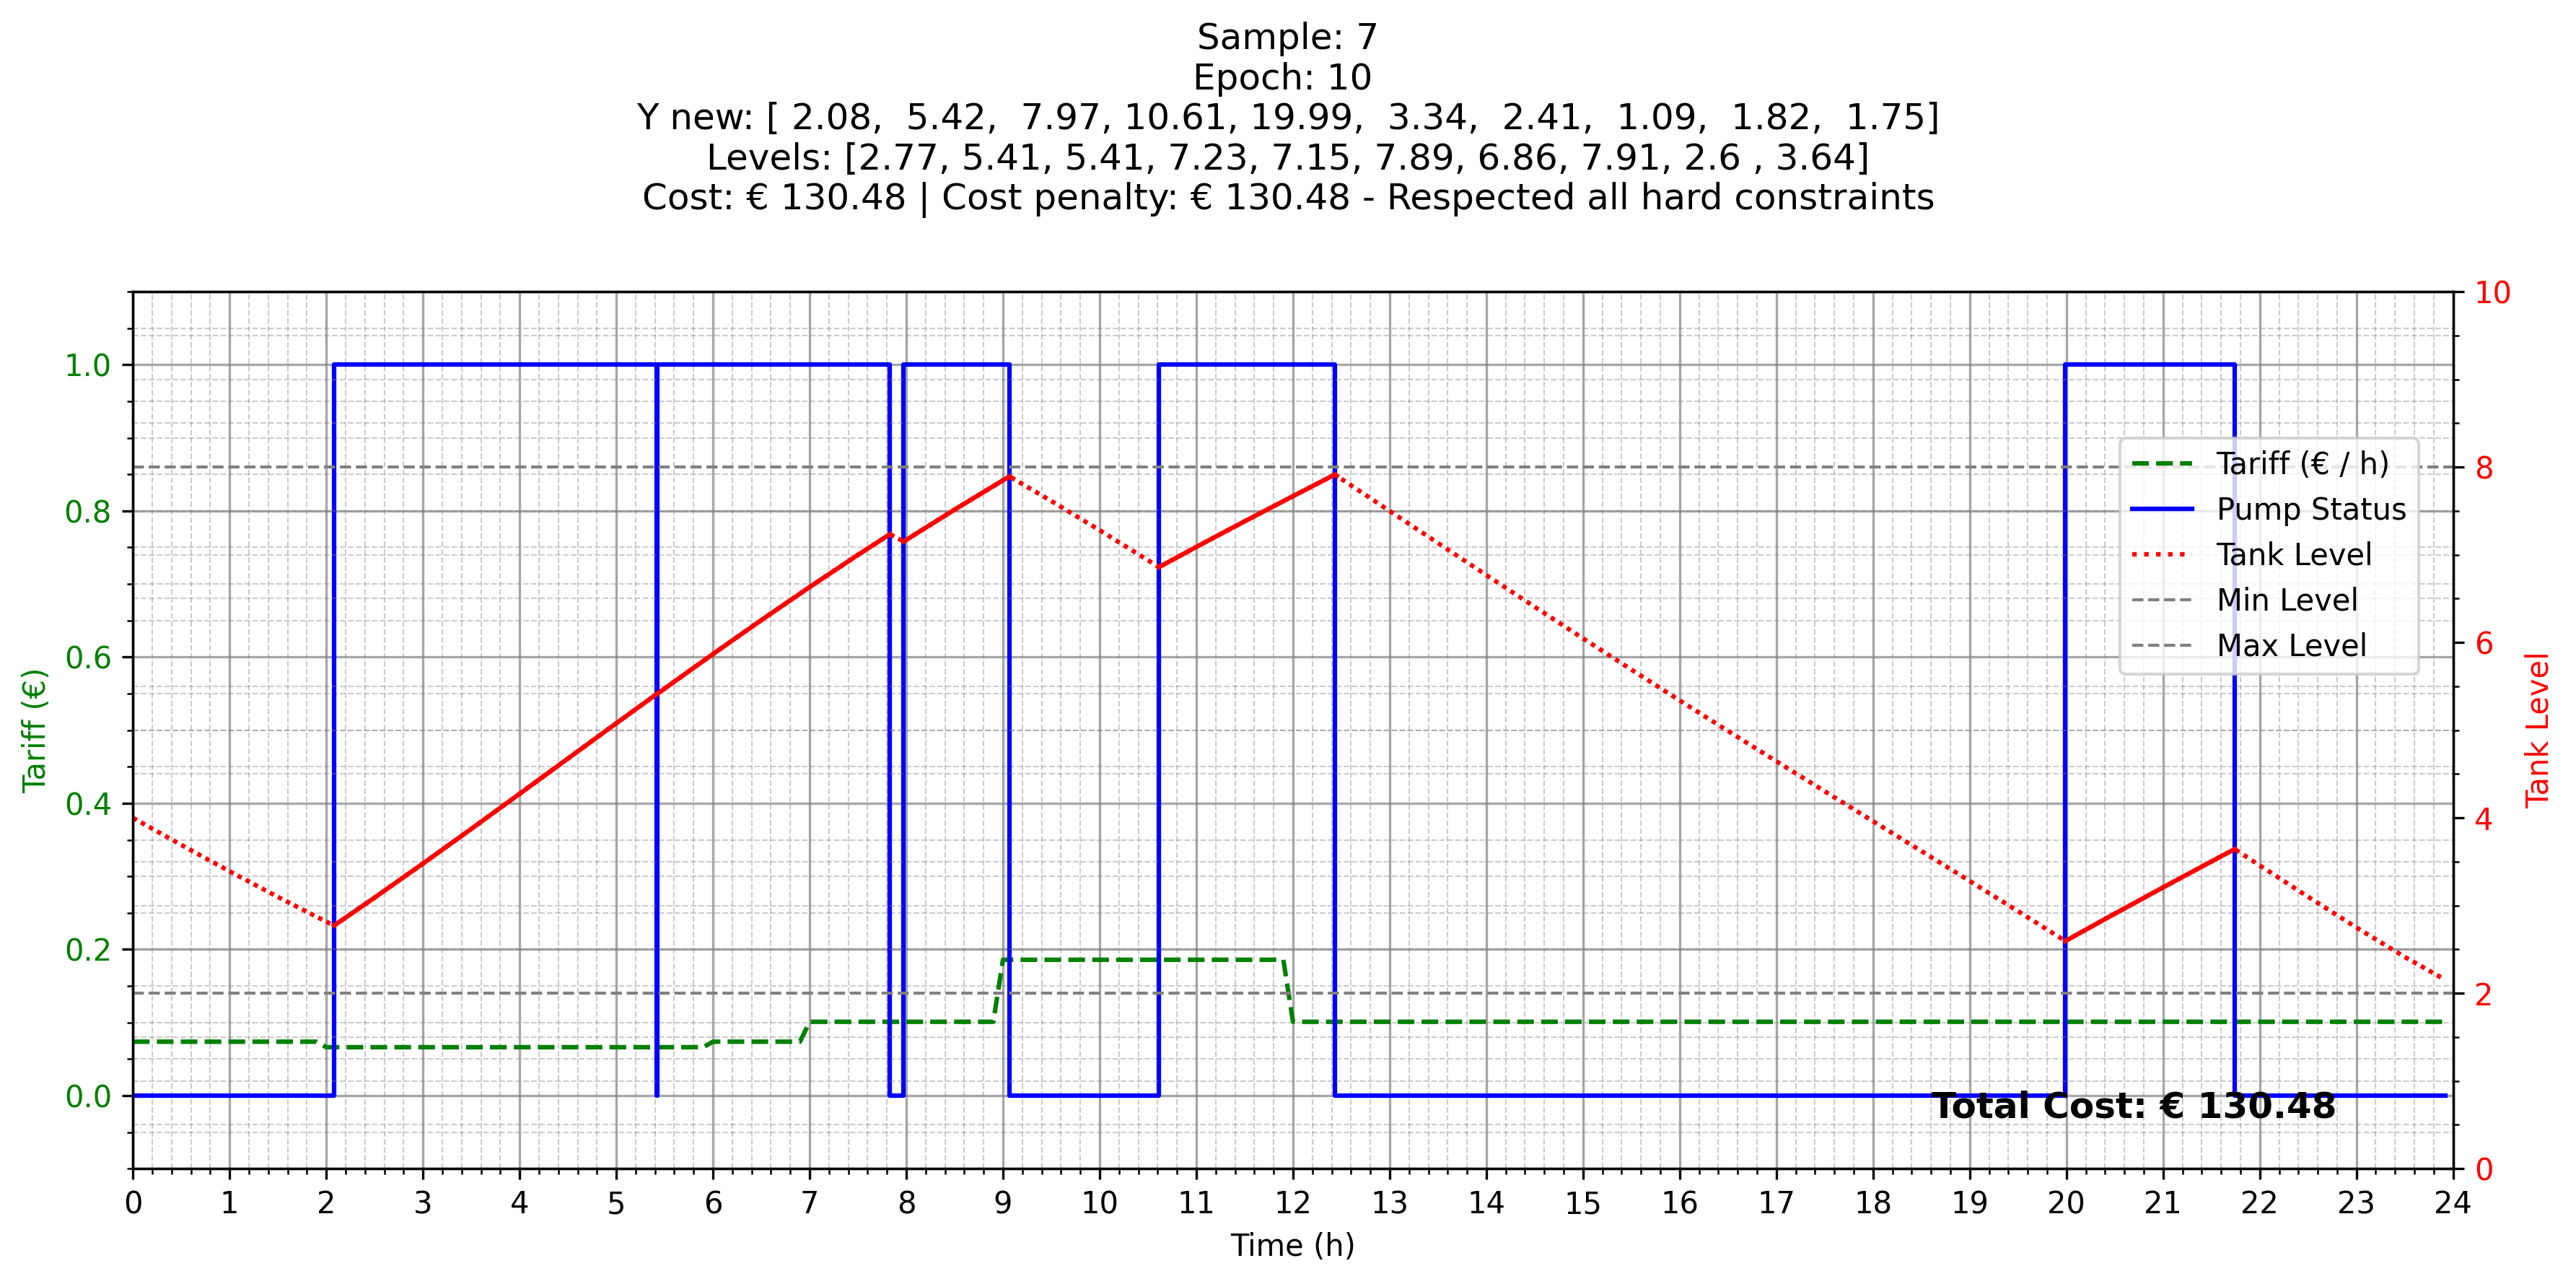 Sample: 7
Epoch: 10
Y new: [ 2.08,  5.42,  7.97, 10.61, 19.99,  3.34,  2.41,  1.09,  1.82,  1.75]
Levels: [2.77, 5.41, 5.41, 7.23, 7.15, 7.89, 6.86, 7.91, 2.6 , 3.64]
Cost: € 130.48 | Cost penalty: € 130.48 - Respected all hard constraints
Tariff (€)
1.0
0.8
0.6
0.4
0.2
0.0
10
8
6
4
2
0
Tank Level
Tariff (€ / h)
Pump Status
Tank Level
Min Level
Max Level
Total Cost: € 130.48
0 1 2 3 4 5 6 7 8 9 10 11 12 13 14 15 16 17 18 19 20 21 22 23 24
Time (h)